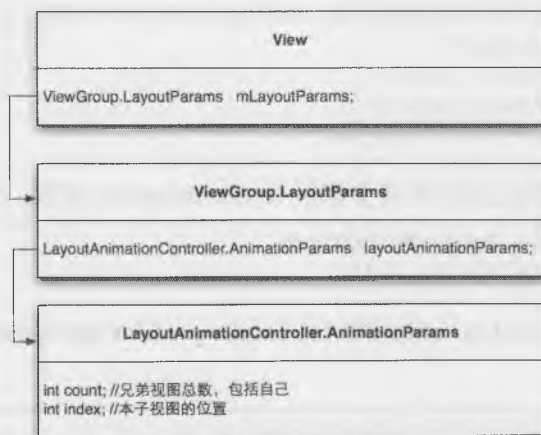 View
ViewGroup.LayoutParams mLayoutParams;
ViewGroup.LayoutParams
LayoutAnimationController.AnimationParams layoutAnimationParams;
LayoutAnimationController.AnimationParams
int count; //兄弟视图总数，包括自己
int index; //本子视图的位置